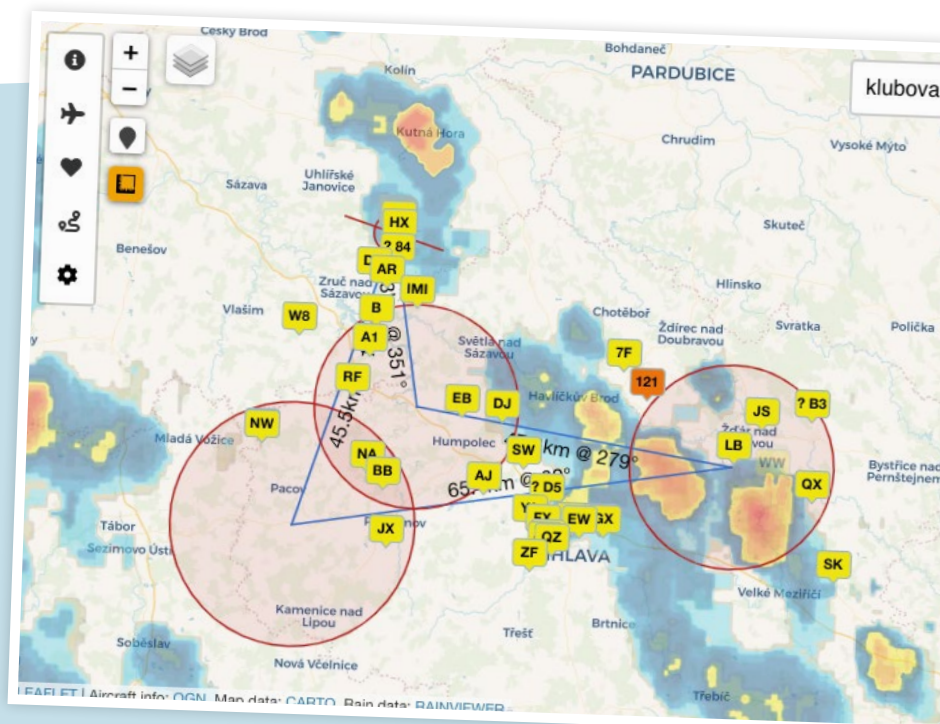 Český Brod
Bohdaneč
PARDUBICE
Kolín
klubova
Kutná Hora
Chrudim
Vysoké Mýto
Uhlířské
Janovice
Sázava
HX
Skuteč
? 84
Benešov
AR
Zruč nad
Sázavou
IMI
Hlinsko
Vlašim
B
W8
Chotěboř
Ždírec nad
Doubravou
Svratka
Polička
A1
@ 351°
Světlá nad
Sázavou
7F
RF
121
45.5km
EB
DJ
Havlíčkův Brod
JS
? B3
NW
Žďár nad
Mladá Vožice
Humpolec
SW
km @ 279°
LB
NA
BB
AJ
WW
Bystřice nad
Pernštejnem
Pacov
? D5
QX
Tábor
JX
EW
GX
QZ
Sezimovo Ústí
ZF
SK
Velké Meziříčí
Kamenice nad
Lipou
Třešť
Brtnice
Soběslav
Nová Včelnice
Třebíč
LEAFLET | Aircraft info: OGN, Map data: CARTO, Rain data: RAINVIEWER